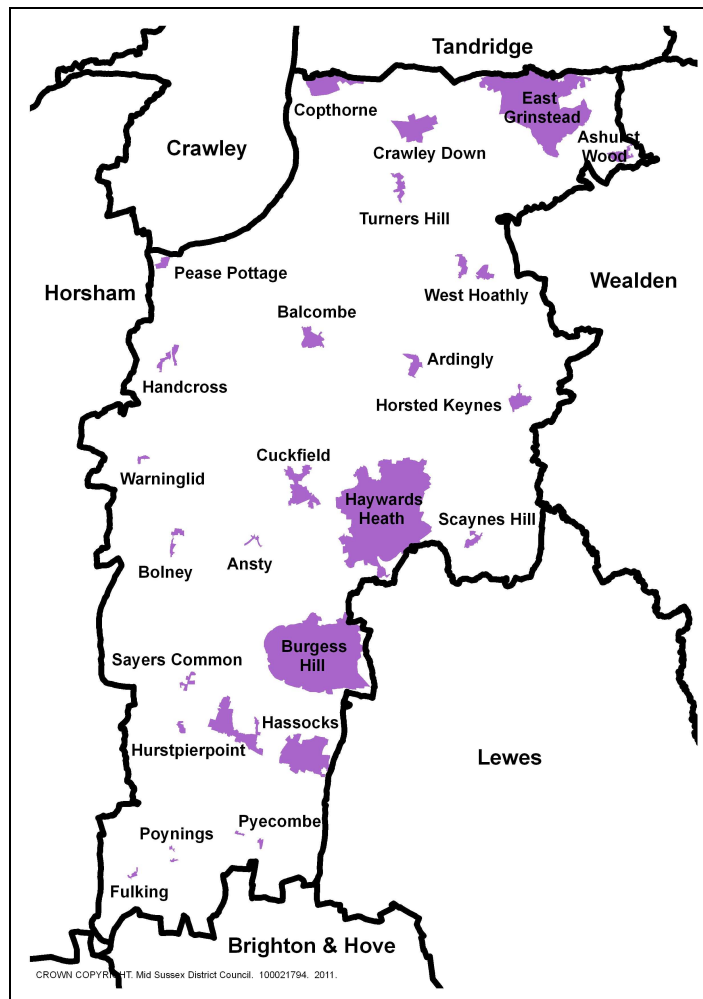 Tandridge
East
Grinstead
Copthorne
Ashurst
Wood
Crawley
Crawley Down
Turners Hill
Pease Pottage
Wealden
Horsham
West Hoathly
Balcombe
Ardingly
Handcross
Horsted Keynes
Cuckfield
Warninglid
Haywards
Heath
Scaynes Hill
Ansty
Bolney
Burgess
Hill
Sayers Common
Hassocks
Hurstpierpoint
Lewes
Pyecombe
Poynings
Fulking
Brighton & Hove
CROWN COPYRIGHT. Mid Sussex District Council. 100021794. 2011.